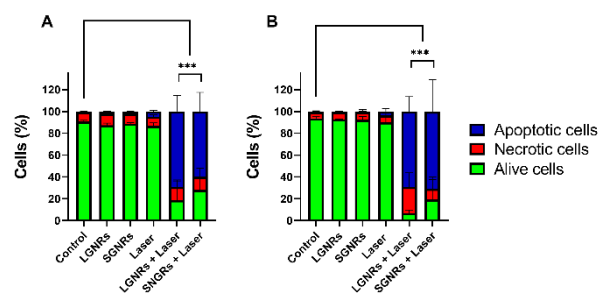 A
B
***
***
Cells (%)
120
100
80
60
40
20
0
Control
LGNRs
SGNRs
Laser
LGNRs + Laser
SNGRs + Laser
Cells (%)
120
100
80
60
40
20
0
Control
LGNRs
SGNRs
Laser
LGNRs + Laser
SGNRs + Laser
Apoptotic cells
Necrotic cells
Alive cells